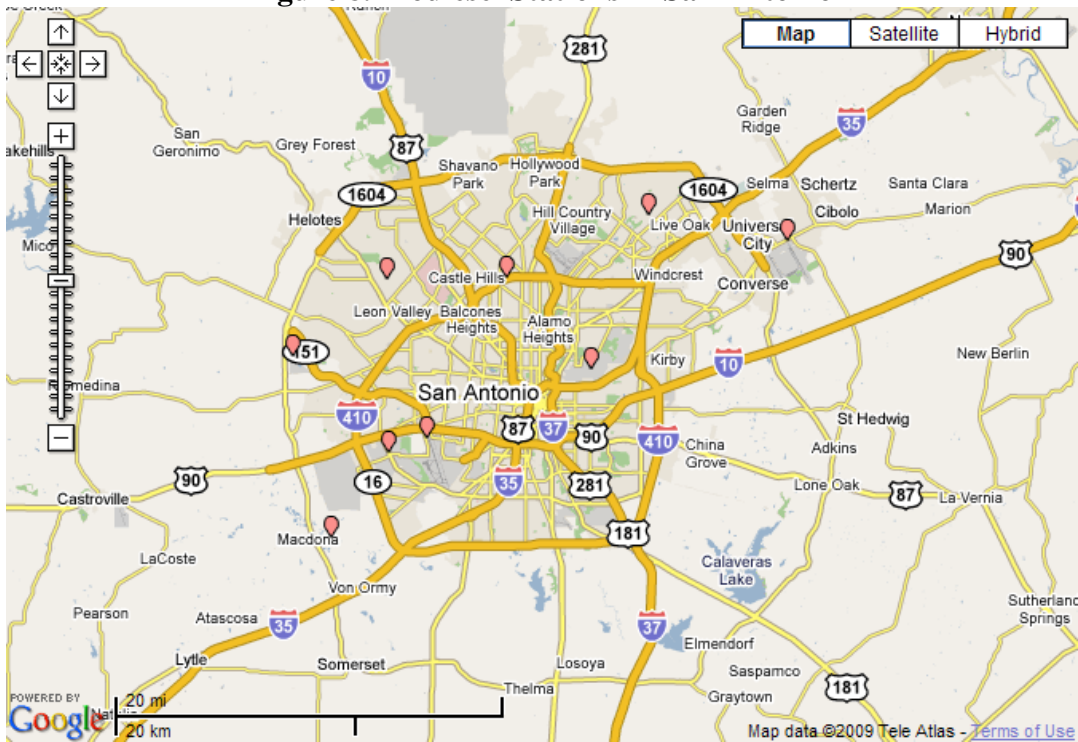 281
Map Satellite Hybrid
10
Garden
Ridge
35
San
Geronimo
Grey Forest
87
Shavano
Park
Hollywood
Park
1604
1604
Selma
Schertz
Santa Clara
Helotes
Hill Country
Village
Live Oak
Univers
City
Cibolo
Marion
90
Castle Hills
Windcrest
Converse
Leon Valley
Balcones
Heights
Alamo
Heights
Kirby
10
New Berlin
San Antonio
410
87
37
90
410
China
Grove
St Hedwig
Adkins
90
16
35
281
Lone Oak
87
La Vernia
Castroville
Macdona
181
LaCoste
Calaveras
Lake
Von Ormy
Pearson
Atascosa
35
37
Sutherland
Springs
Elmendorf
Lytle
Somerset
Losoya
Saspamco
Thelma
Graytown
181
POWERED BY
Google
20 mi
20 km
Map data ©2009 Tele Atlas - Terms of Use